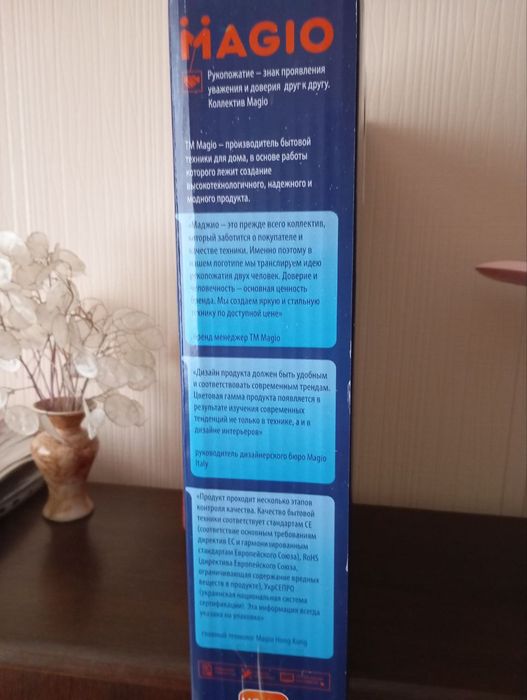 MAGIO
Рукопожатие – знак проявления
уважения и доверия друг к другу.
Коллектив Magio
ТМ Magio – производитель бытовой
техники для дома, в основе работы
которого лежит создание
высокотехнологичного, надежного и
модного продукта.
«Маджио – это прежде всего коллектив,
который заботится о покупателе и
качестве техники. Именно поэтому в
нашем логотипе мы транслируем идею
рукопожатия двух человек. Доверие и
человечность – основная ценность
бренда. Мы создаем яркую и стильную
технику по доступной цене»
бренд менеджер ТМ Magio
«Дизайн продукта должен быть удобным
и соответствовать современным трендам.
Цветовая гамма продукта появляется в
результате изучения современных
тенденций не только в технике, а и в
дизайне интерьеров»
руководитель дизайнерского бюро Magio
Italy
«Продукт проходит несколько этапов
контроля качества. Качество бытовой
техники соответствует стандартам CE
(соответствие основным требованиям
директив ЕС и гармонизированным
стандартам Европейского Союза), RoHS
(директива Европейского Союза,
ограничивающая содержание вредных
веществ в продукте), УкрСЕПРО
(украинская национальная система
сертификации). Эта информация всегда
указана на упаковке»
главный технолог Magio Hong Kong